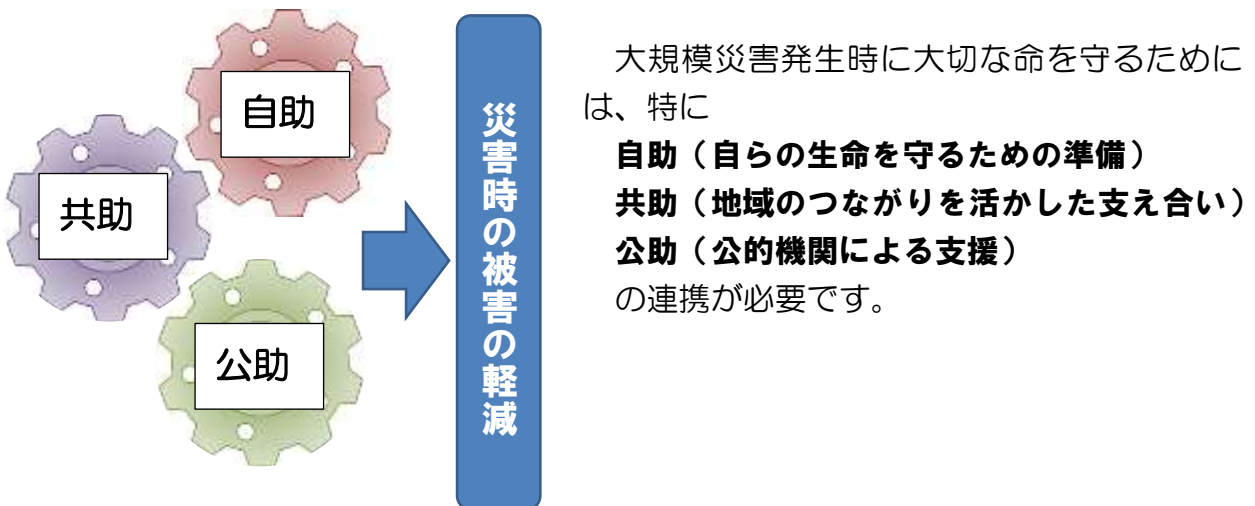 自助
共助
公助
災害時の被害の軽減
大規模災害発生時に大切な命を守るために
は、特に
自助（自らの生命を守るための準備）
共助（地域のつながりを活かした支え合い）
公助（公的機関による支援）
の連携が必要です。